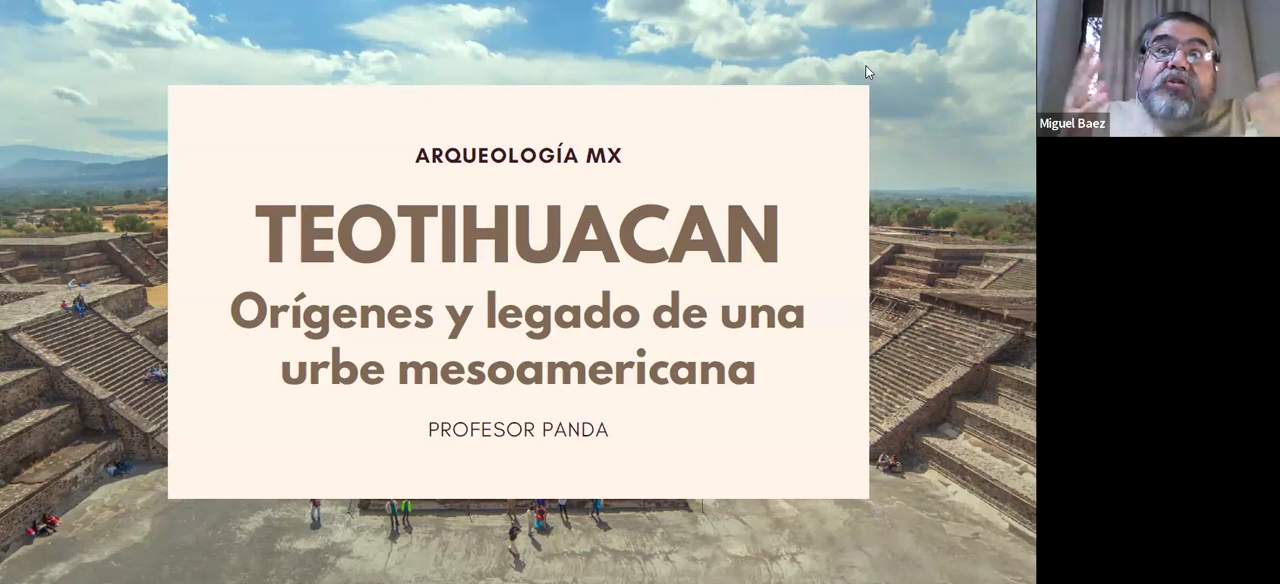 ARQUEOLOGÍA MX
TEOTIHUACAN
Orígenes y legado de una
urbe mesoamericana
PROFESOR PANDA
Miguel Baez